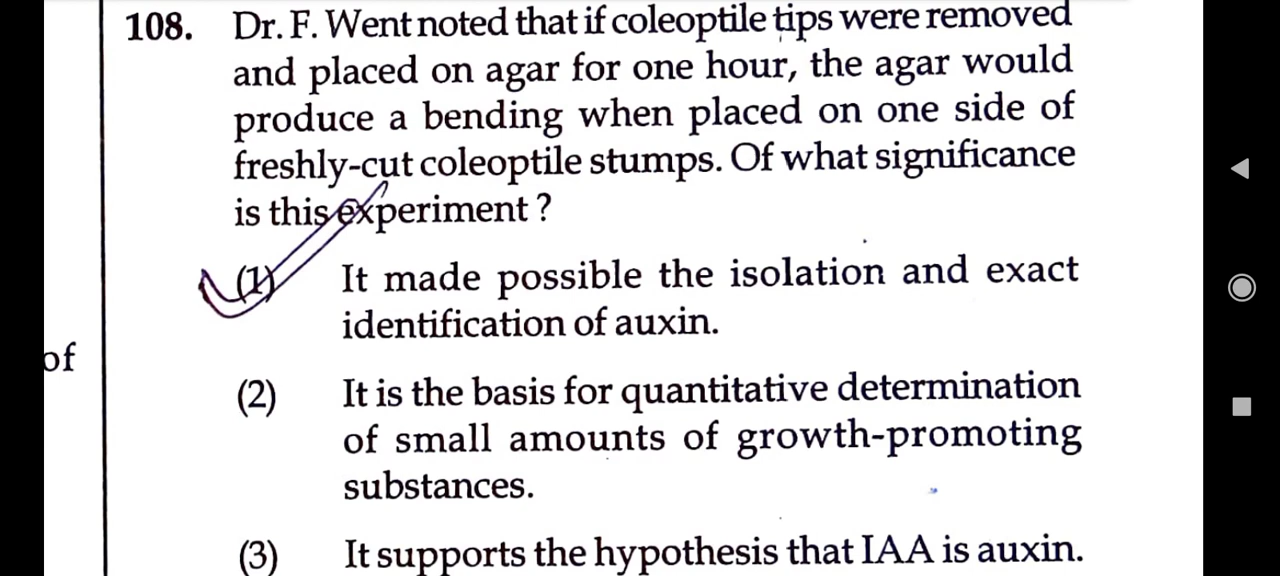 108. Dr. F. Went noted that if coleoptile tips were removed
and placed on agar for one hour, the agar would
produce a bending when placed on one side of
freshly-cut coleoptile stumps. Of what significance
is this experiment ?
(1) It made possible the isolation and exact
identification of auxin.
of
(2) It is the basis for quantitative determination
of small amounts of growth-promoting
substances.
(3) It supports the hypothesis that IAA is auxin.